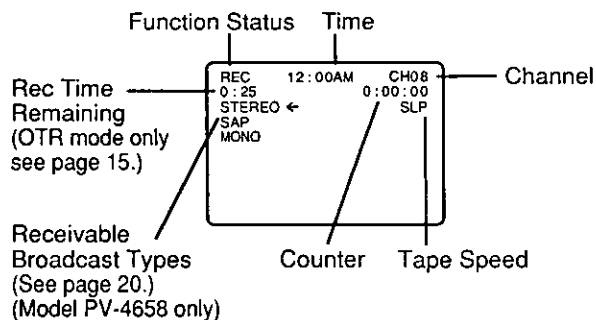 Function Status Time
REC 12:00AM CH08
0:25 0:00:00
STEREO ← SLP
SAP
MONO
Channel
Rec Time
Remaining
(OTR mode only
see page 15.)
Receivable
Broadcast Types
(See page 20.)
(Model PV-4658 only)
Counter Tape Speed